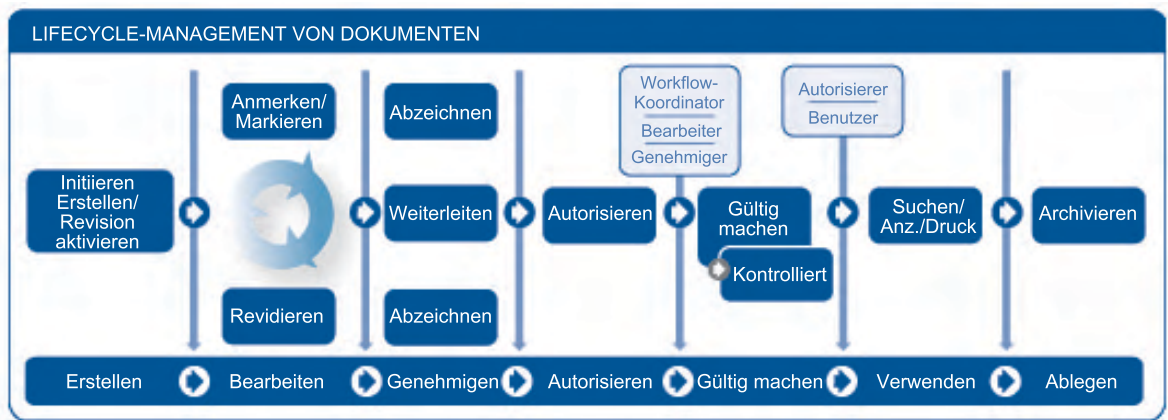 LIFECYCLE-MANAGEMENT VON DOKUMENTEN
Initiieren
Erstellen/
Revision
aktivieren
Anmerken/
Markieren
Revidieren
Abzeichnen
Weiterleiten
Abzeichnen
Autorisieren
Workflow-
Koordinator
Bearbeiter
Genehmiger
Gültig
machen
Kontrolliert
Autorisierer
Benutzer
Suchen/
Anz./Druck
Archivieren
Erstellen
Bearbeiten
Genehmigen
Autorisieren
Gültig machen
Verwenden
Ablegen